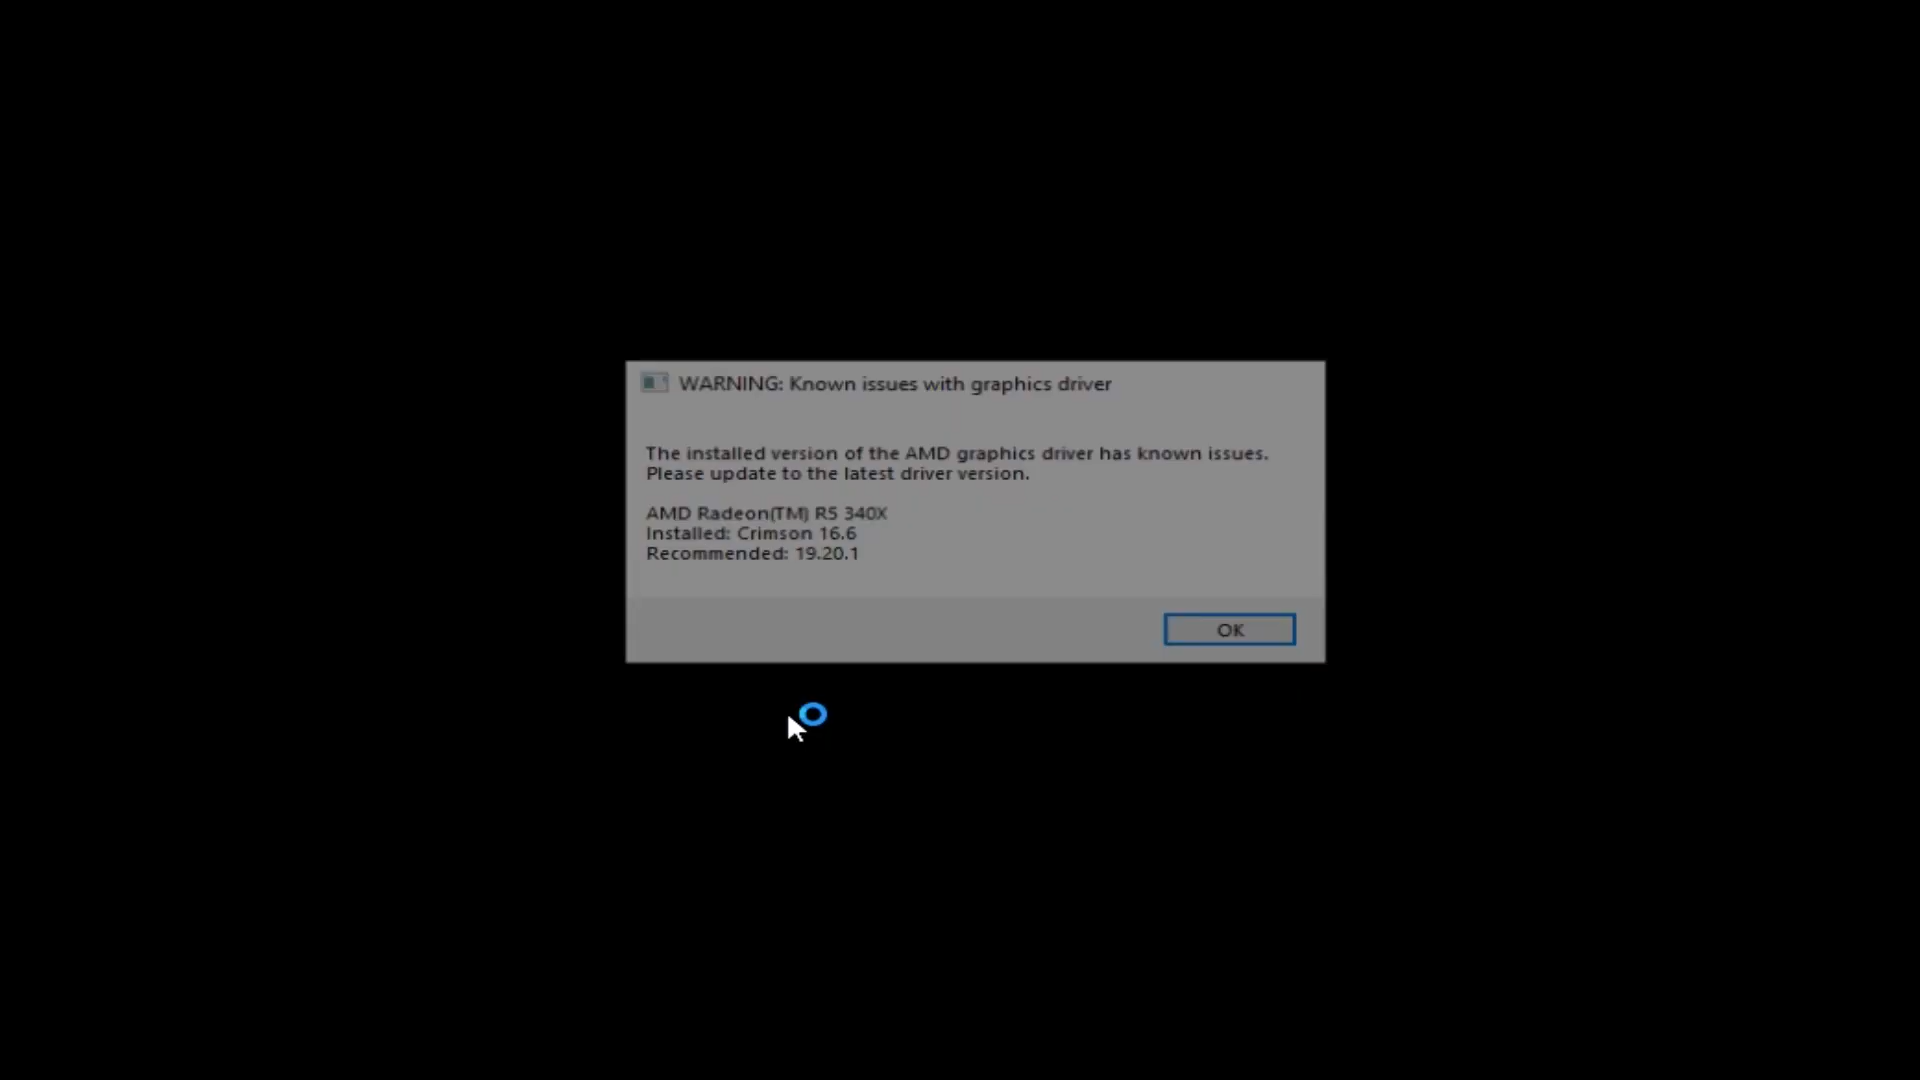 WARNING: Known issues with graphics driver
The installed version of the AMD graphics driver has known issues.
Please update to the latest driver version.
AMD Radeon(TM) R5 340X
Installed: Crimson 16.6
Recommended: 19.20.1
OK